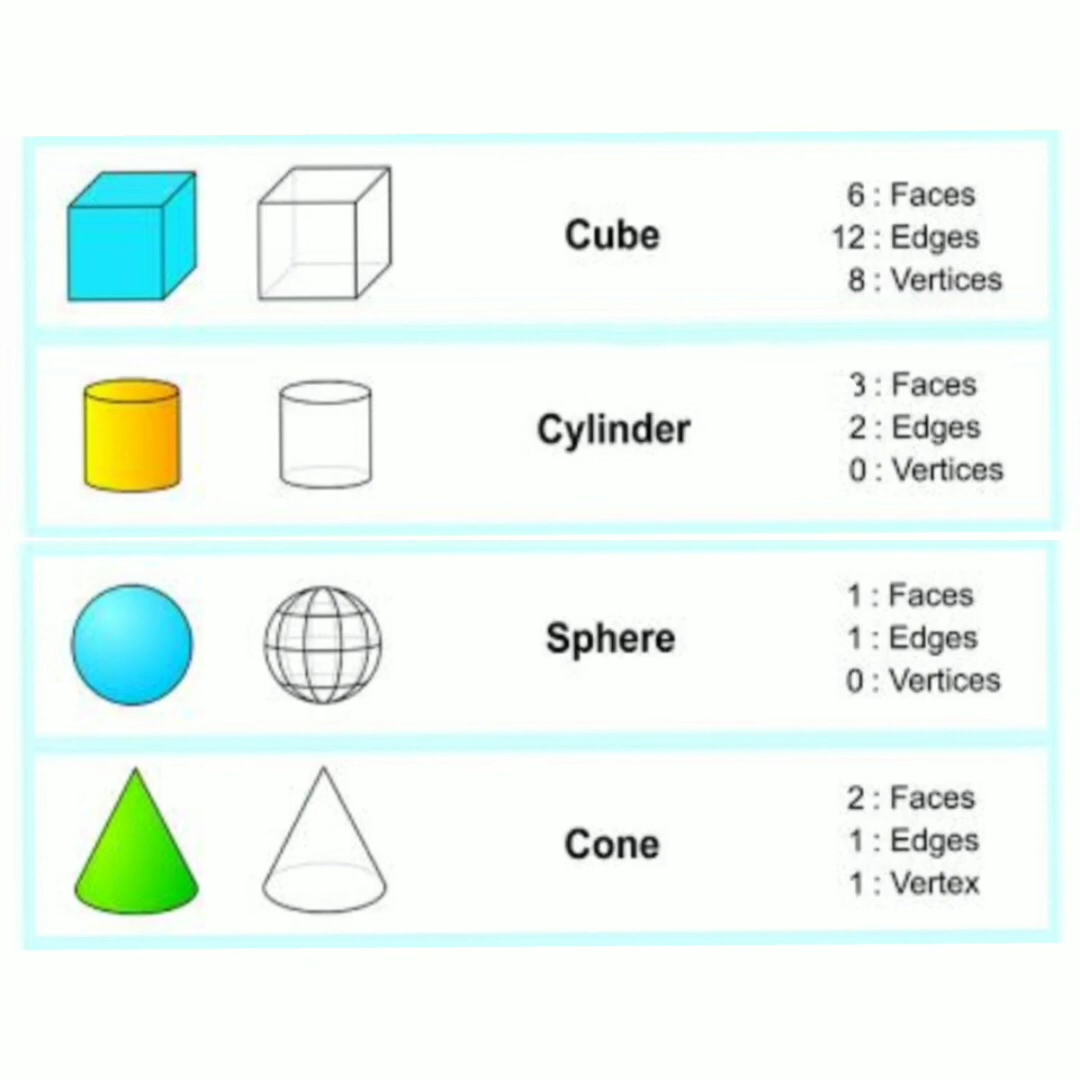 Cube
6 : Faces
12 : Edges
8 : Vertices
Cylinder
3 : Faces
2 : Edges
0 : Vertices
Sphere
1 : Faces
1 : Edges
0 : Vertices
Cone
2 : Faces
1 : Edges
1 : Vertex